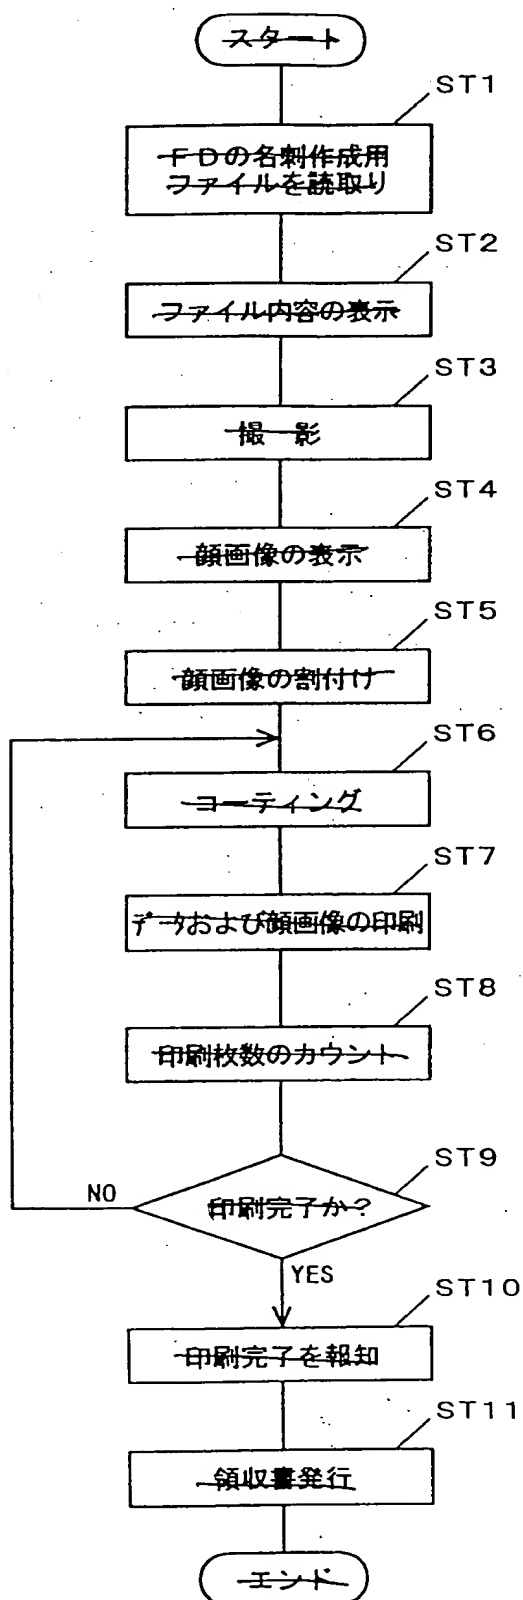 スタート
ST1
FDの名刺作成用
ファイルを読取り
ST2
ファイル内容の表示
ST3
撮 影
ST4
顔画像の表示
ST5
顔画像の割付け
ST6
コーティング
ST7
データおよび顔画像の印刷
ST8
印刷枚数のカウント
ST9
印刷完了か?
NO
YES
ST10
印刷完了を報知
ST11
領収書発行
エンド